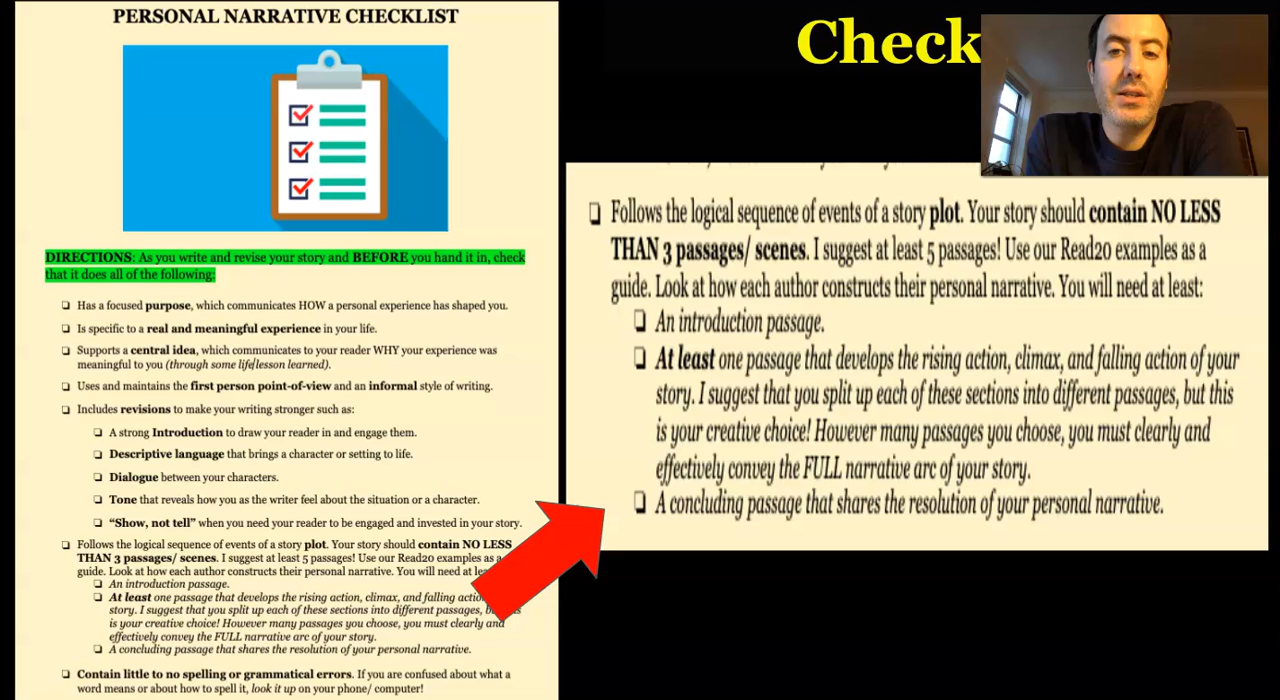 PERSONAL NARRATIVE CHECKLIST
DIRECTIONS: As you write and revise your story and BEFORE you hand it in, check
that it does all of the following:
Has a focused purpose, which communicates HOW a personal experience has shaped you.
Is specific to a real and meaningful experience in your life.
Supports a central idea, which communicates to your reader WHY your experience was
meaningful to you (through some life/lesson learned).
Uses and maintains the first person point-of-view and an informal style of writing.
Includes revisions to make your writing stronger such as:
A strong Introduction to draw your reader in and engage them.
Descriptive language that brings a character or setting to life.
Dialogue between your characters.
Tone that reveals how you as the writer feel about the situation or a character.
"Show, not tell" when you need your reader to be engaged and invested in your story.
Follows the logical sequence of events of a story plot. Your story should contain NO LESS
THAN 3 passages/ scenes. I suggest at least 5 passages! Use our Read20 examples as a
guide. Look at how each author constructs their personal narrative. You will need at
An introduction passage.
At least one passage that develops the rising action, climax, and falling
story. I suggest that you split up each of these sections into different passages,
is your creative choice! However many passages you choose, you must clearly and
effectively convey the FULL narrative arc of your story.
A concluding passage that shares the resolution of your personal narrative.
Contain little to no spelling or grammatical errors. If you are confused about what a
word means or about how to spell it, look it up on your phone/ computer!
Check
Follows the logical sequence of events of a story plot. Your story should contain NO LESS
THAN 3 passages/ scenes. I suggest at least 5 passages! Use our Read20 examples as a
guide. Look at how each author constructs their personal narrative. You will need at least:
An introduction passage.
At least one passage that develops the rising action, climax, and falling action of your
story. I suggest that you split up each of these sections into different passages, but this
is your creative choice! However many passages you choose, you must clearly and
effectively convey the FULL narrative arc of your story.
A concluding passage that shares the resolution of your personal narrative.